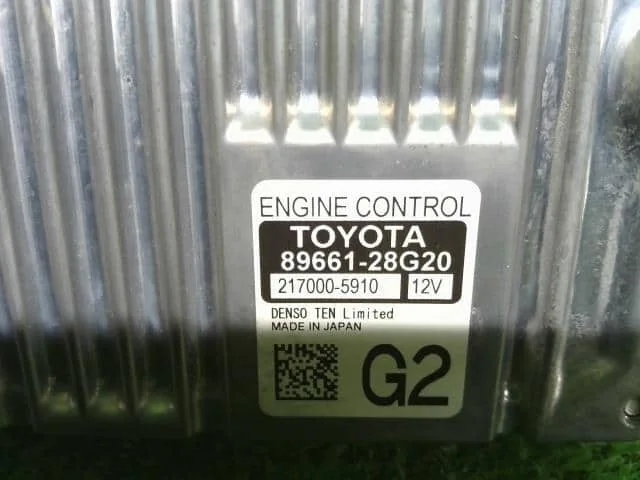 ENGINE CONTROL
TOYOTA
89661-28G20
217000-5910 12V
DENSO TEN Limited
MADE IN JAPAN
G2